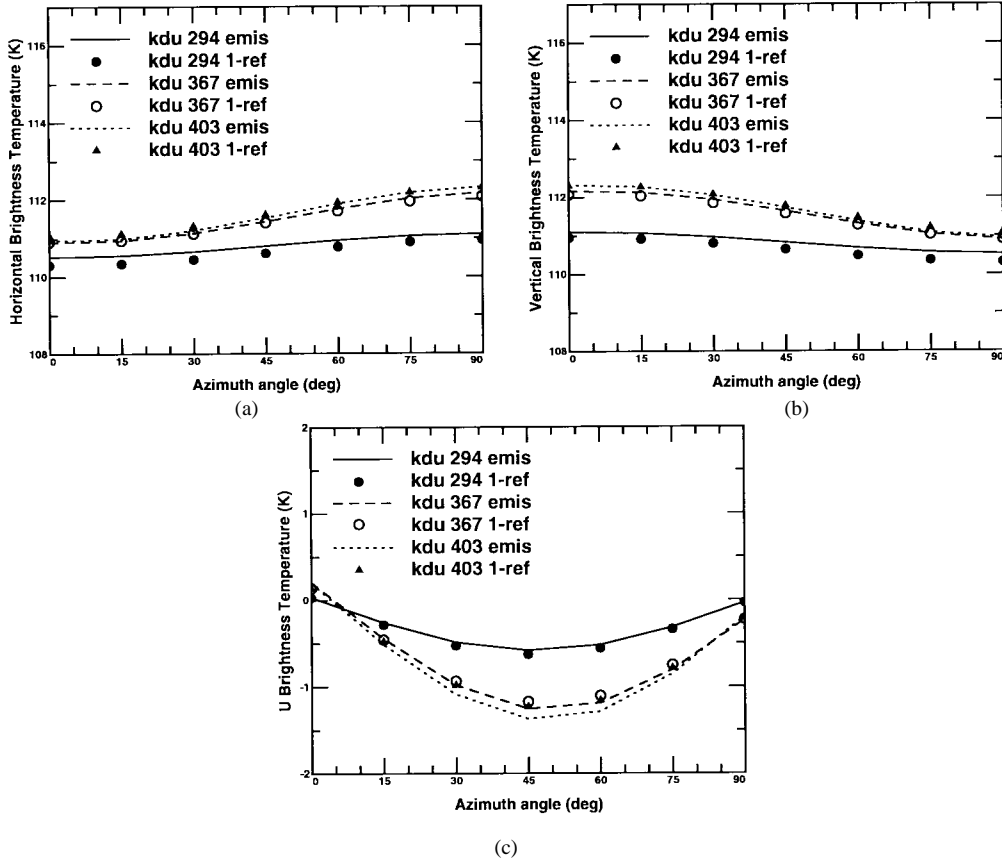 116
114
112
110
108
Horizontal Brightness Temperature (K)
kdu 294 emis
kdu 294 1-ref
kdu 367 emis
kdu 367 1-ref
kdu 403 emis
kdu 403 1-ref
0 15 30 45 60 75 90
Azimuth angle (deg)
(a)
116
114
112
110
108
Vertical Brightness Temperature (K)
kdu 294 emis
kdu 294 1-ref
kdu 367 emis
kdu 367 1-ref
kdu 403 emis
kdu 403 1-ref
0 15 30 45 60 75 90
Azimuth angle (deg)
(b)
2
1
0
-1
-2
U Brightness Temperature (K)
kdu 294 emis
kdu 294 1-ref
kdu 367 emis
kdu 367 1-ref
kdu 403 emis
kdu 403 1-ref
0 15 30 45 60 75 90
Azimuth angle (deg)
(c)